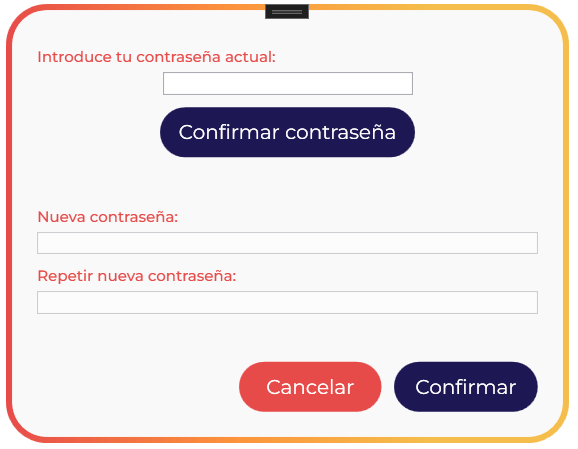 Introduce tu contraseña actual:
Confirmar contraseña
Nueva contraseña:
Repetir nueva contraseña:
Cancelar
Confirmar